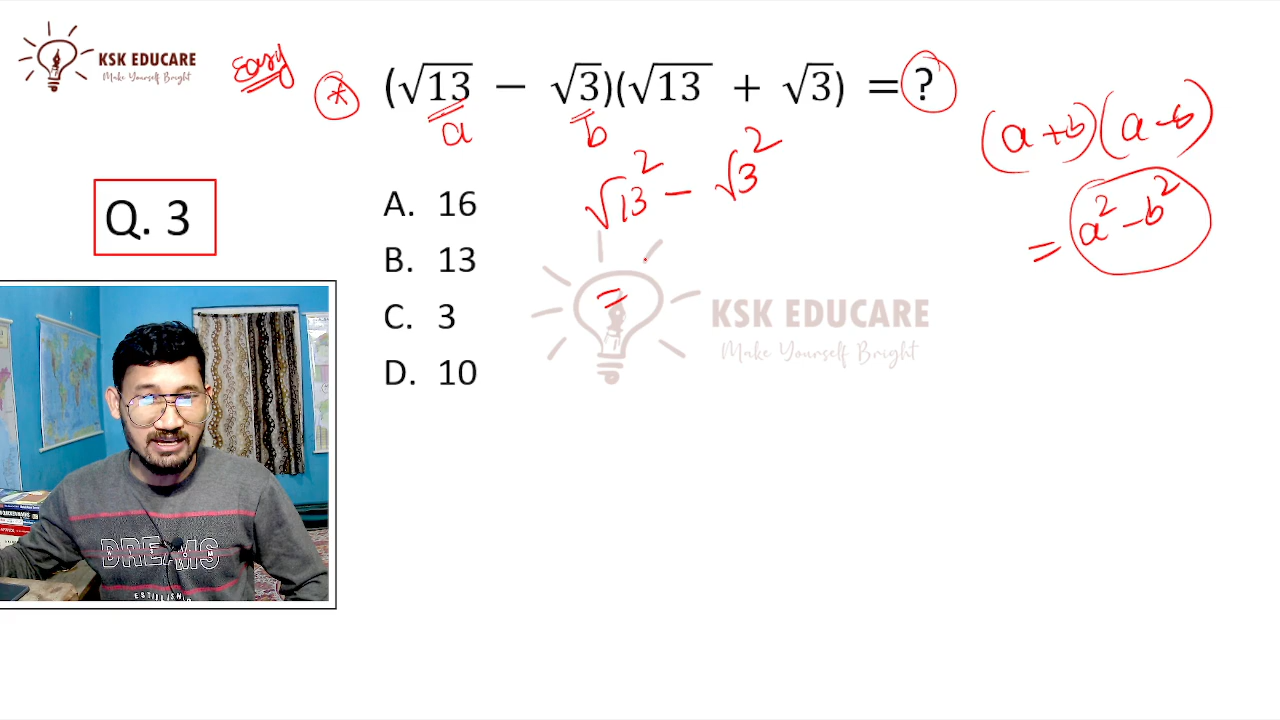 KSK EDUCARE
Make Yourself Bright
Easy
* (√13 − √3)(√13 + √3) = ?
a b
(a+b)(a-b)
= a² - b²
√13² - √3²
=
Q. 3
A. 16
B. 13
C. 3
D. 10
KSK EDUCARE
Make Yourself Bright
DREAMS